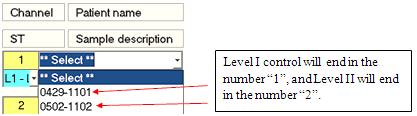 Channel Patient name
ST Sample description
1 ** Select **
L1 - ** Select **
0429-1101
2 0502-1102
Level I control will end in the
number “1”, and Level II will end
in the number “2”.